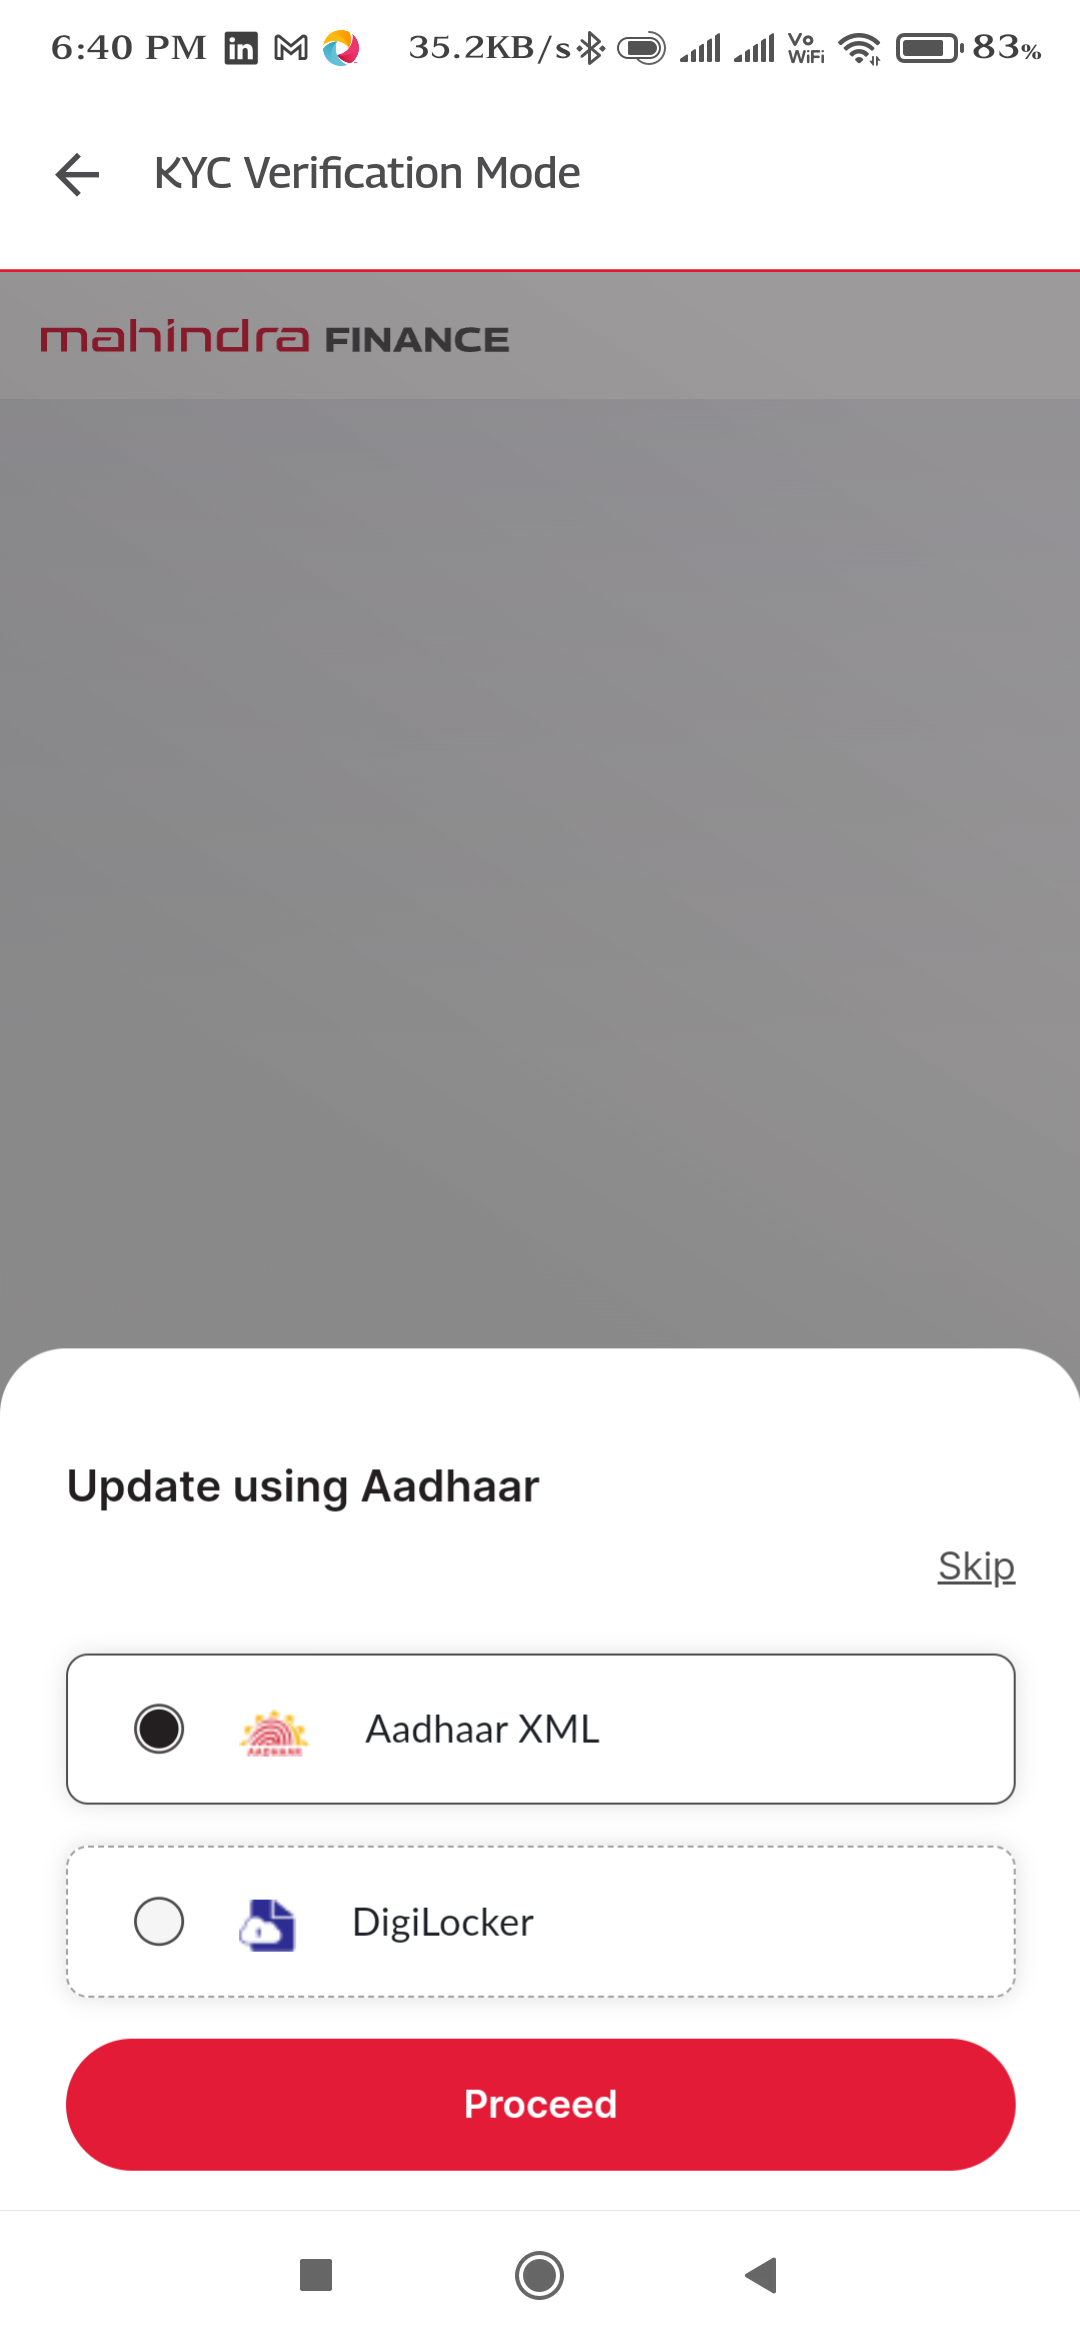 6:40 PM 35.2KB/s Vo WiFi 83%
KYC Verification Mode
mahindra FINANCE
Update using Aadhaar
Skip
AADHAAR
Aadhaar XML
DigiLocker
Proceed